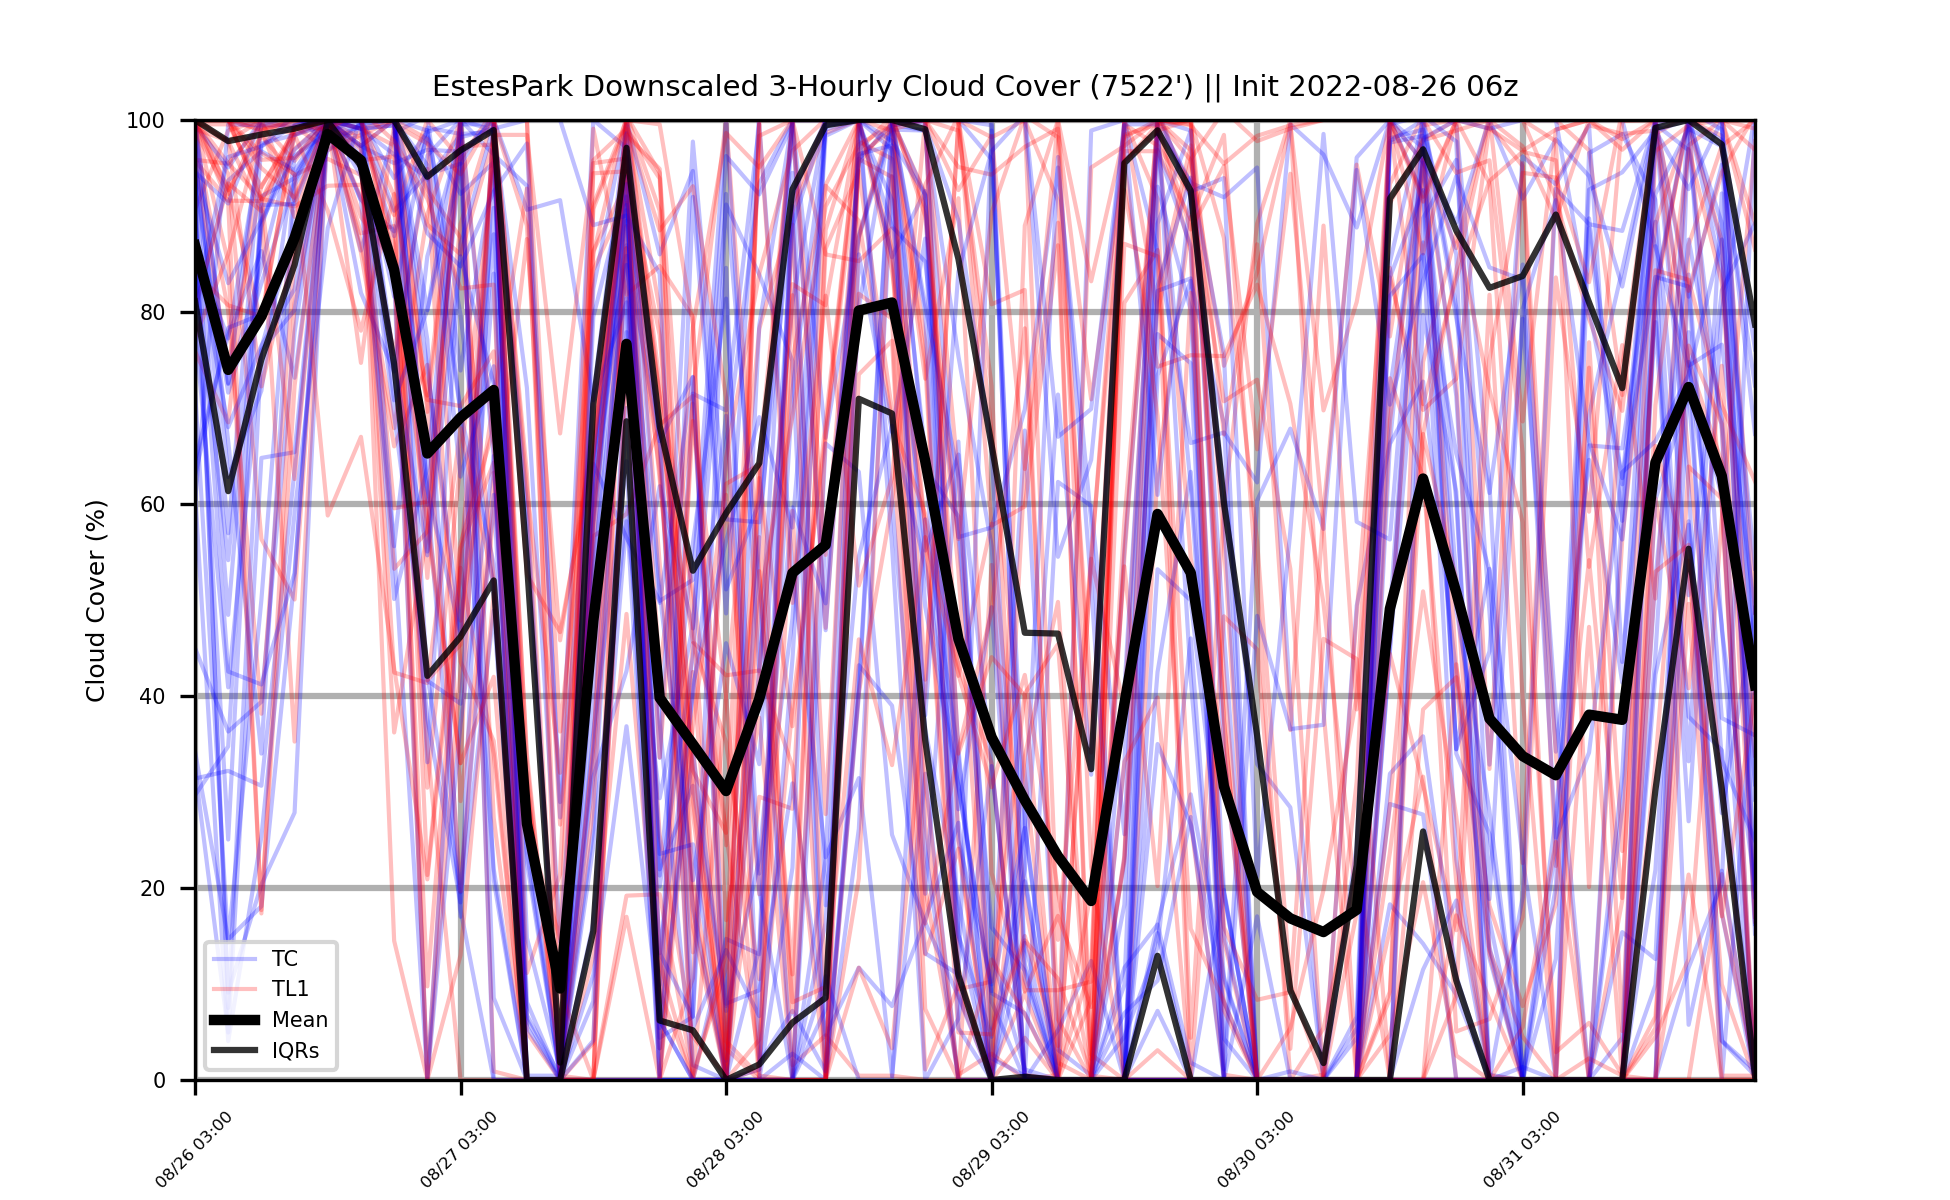 EstesPark Downscaled 3-Hourly Cloud Cover (7522') || Init 2022-08-26 06z
Cloud Cover (%)
100
80
60
40
20
0
TC
TL1
Mean
IQRs
08/26 03:00
08/27 03:00
08/28 03:00
08/29 03:00
08/30 03:00
08/31 03:00